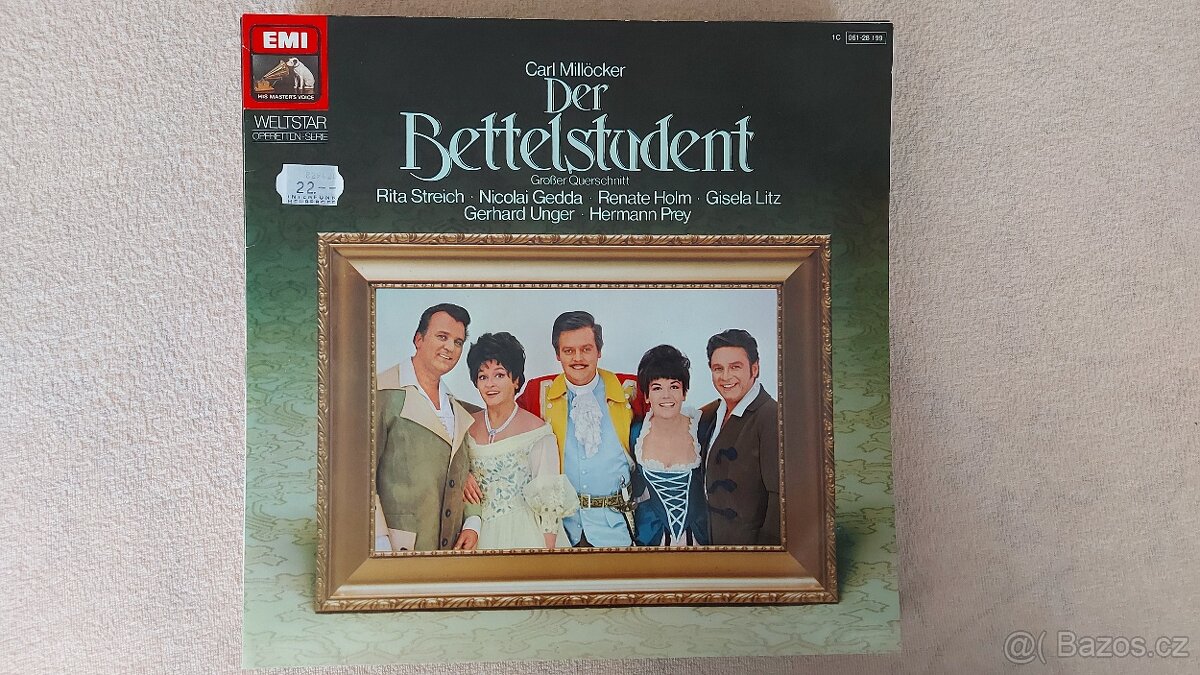 EMI
HIS MASTER'S VOICE
WELTSTAR
OPERETTEN-SERIE
22.--
1C 061-28 199
Carl Millöcker
Der
Bettelstudent
Großer Querschnitt
Rita Streich · Nicolai Gedda · Renate Holm · Gisela Litz
Gerhard Unger · Hermann Prey
@( Bazos.cz